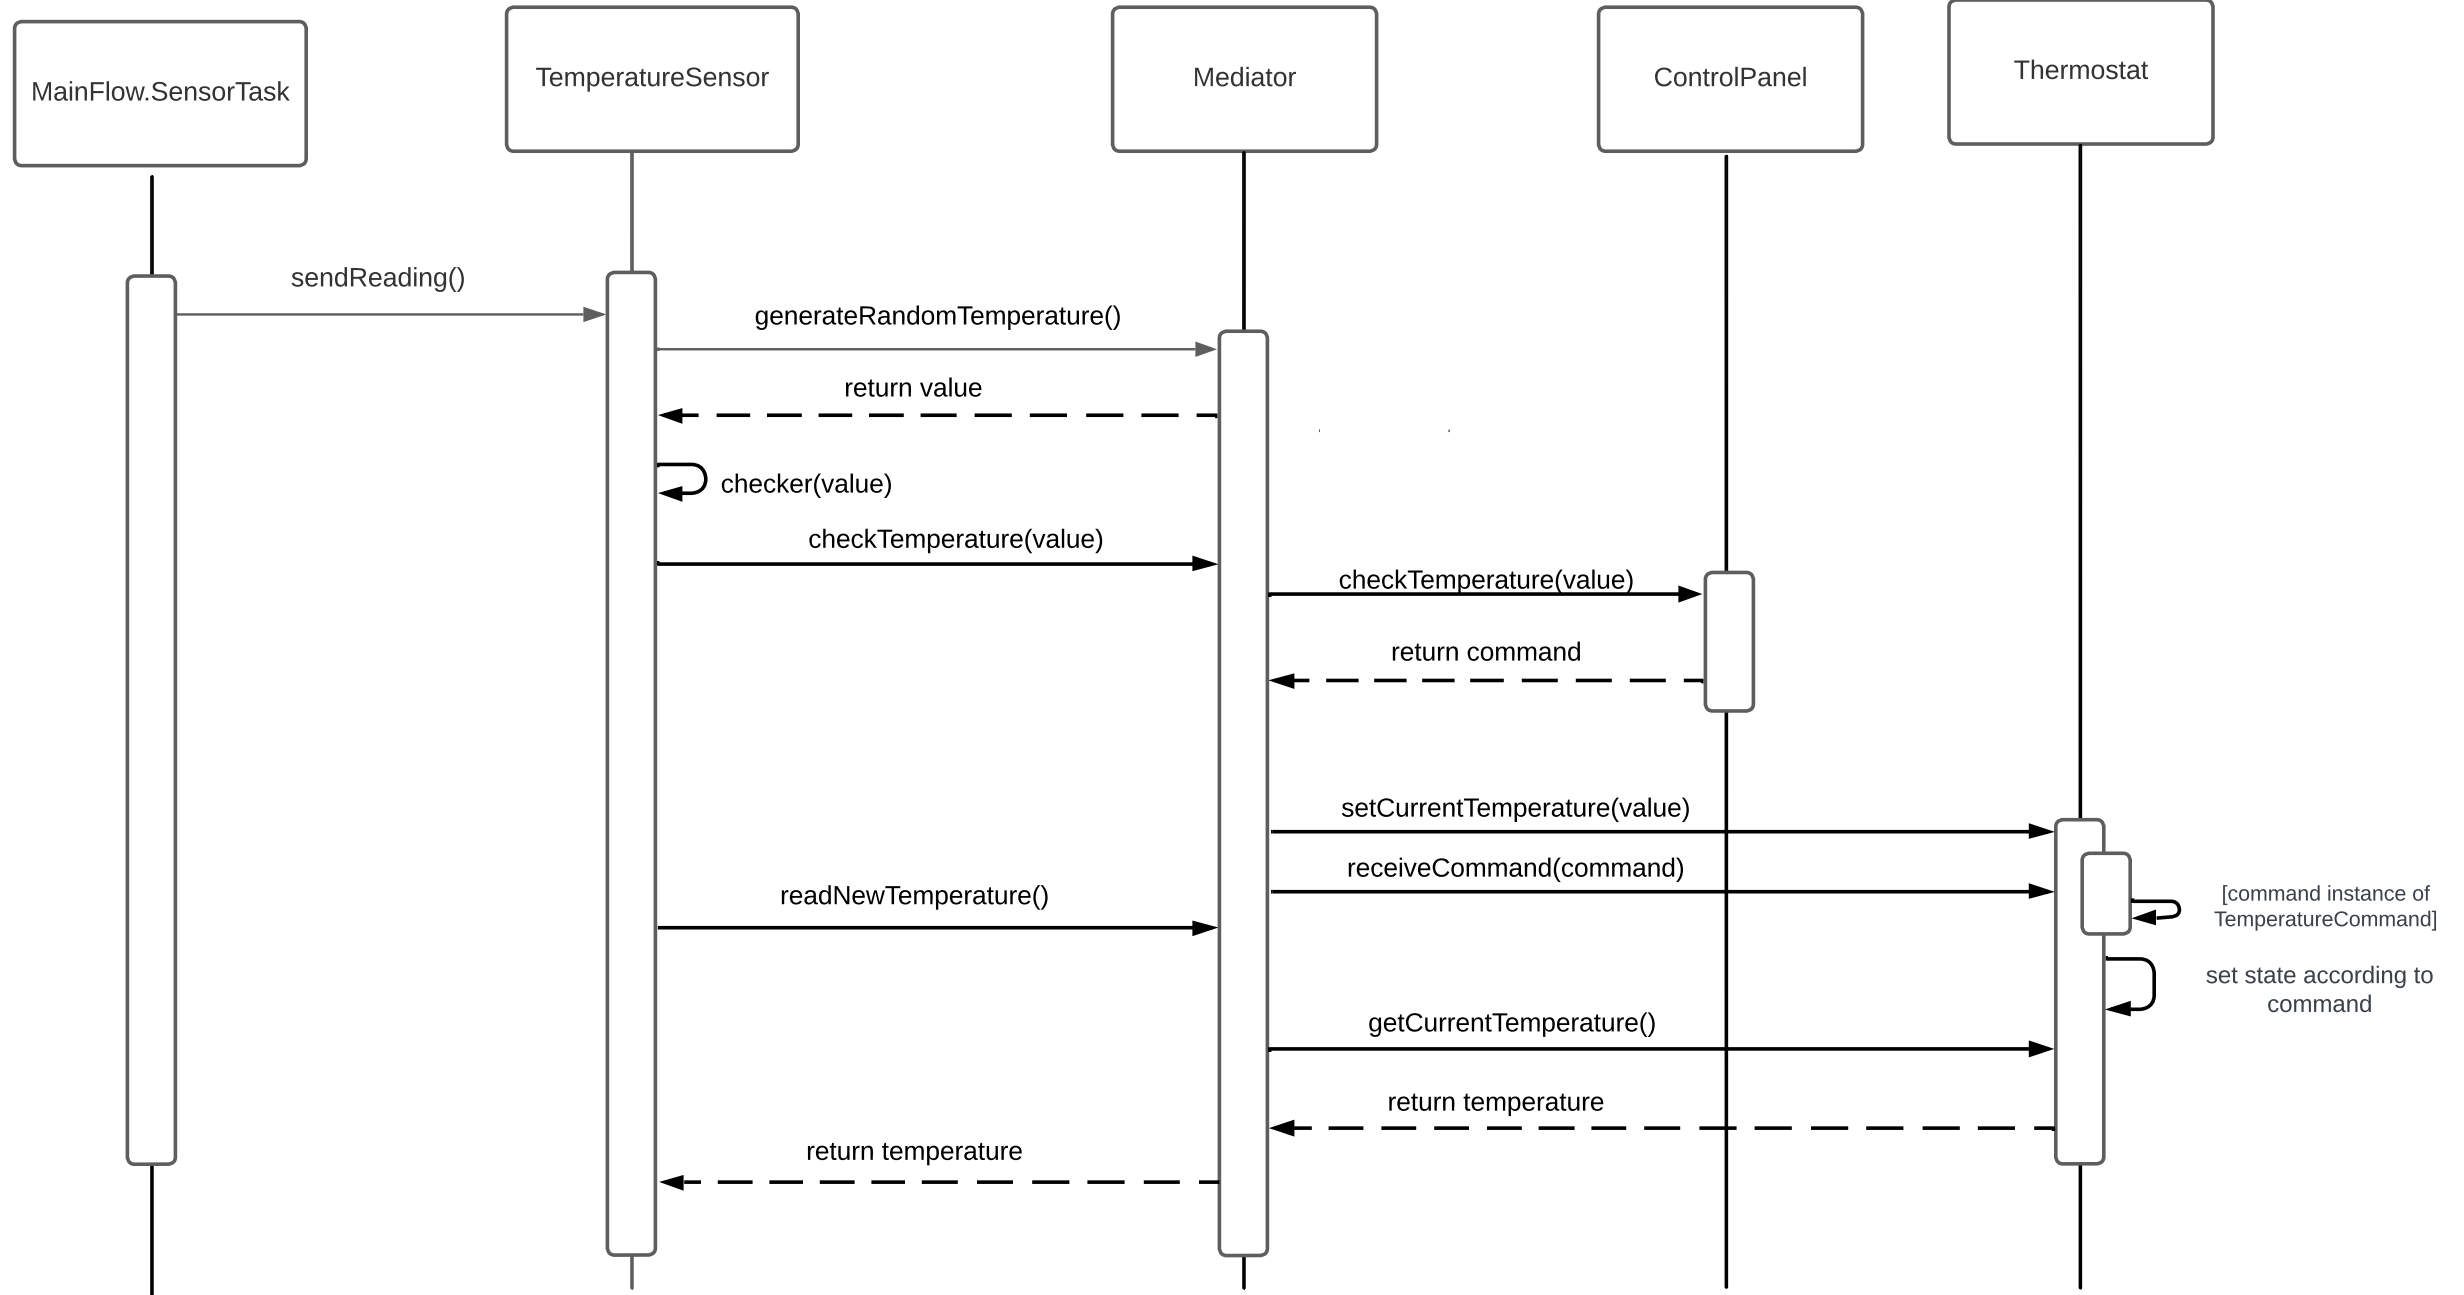 MainFlow.SensorTask
TemperatureSensor
Mediator
ControlPanel
Thermostat
sendReading()
generateRandomTemperature()
return value
checker(value)
checkTemperature(value)
checkTemperature(value)
return command
setCurrentTemperature(value)
receiveCommand(command)
readNewTemperature()
[command instance of
TemperatureCommand]
set state according to
command
getCurrentTemperature()
return temperature
return temperature